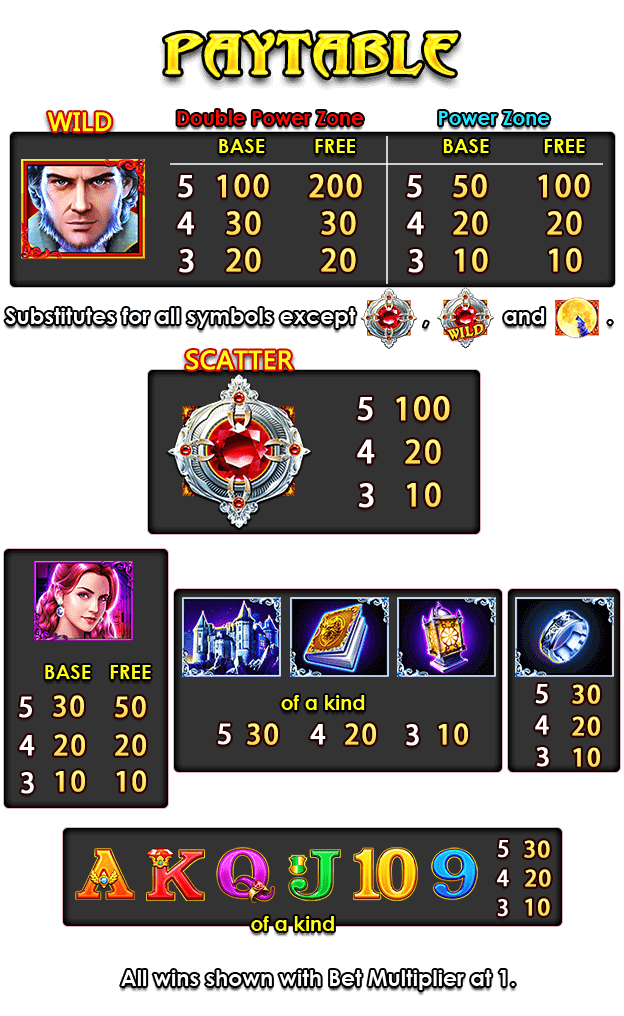 PAYTABLE
WILD Double Power Zone Power Zone
BASE FREE BASE FREE
5 100 200 5 50 100
4 30 30 4 20 20
3 20 20 3 10 10
Substitutes for all symbols except , WILD and .
SCATTER
5 100
4 20
3 10
BASE FREE
5 30 50
4 20 20
3 10 10
of a kind
5 30 4 20 3 10
5 30
4 20
3 10
A K Q J 10 9
of a kind
5 30
4 20
3 10
All wins shown with Bet Multiplier at 1.